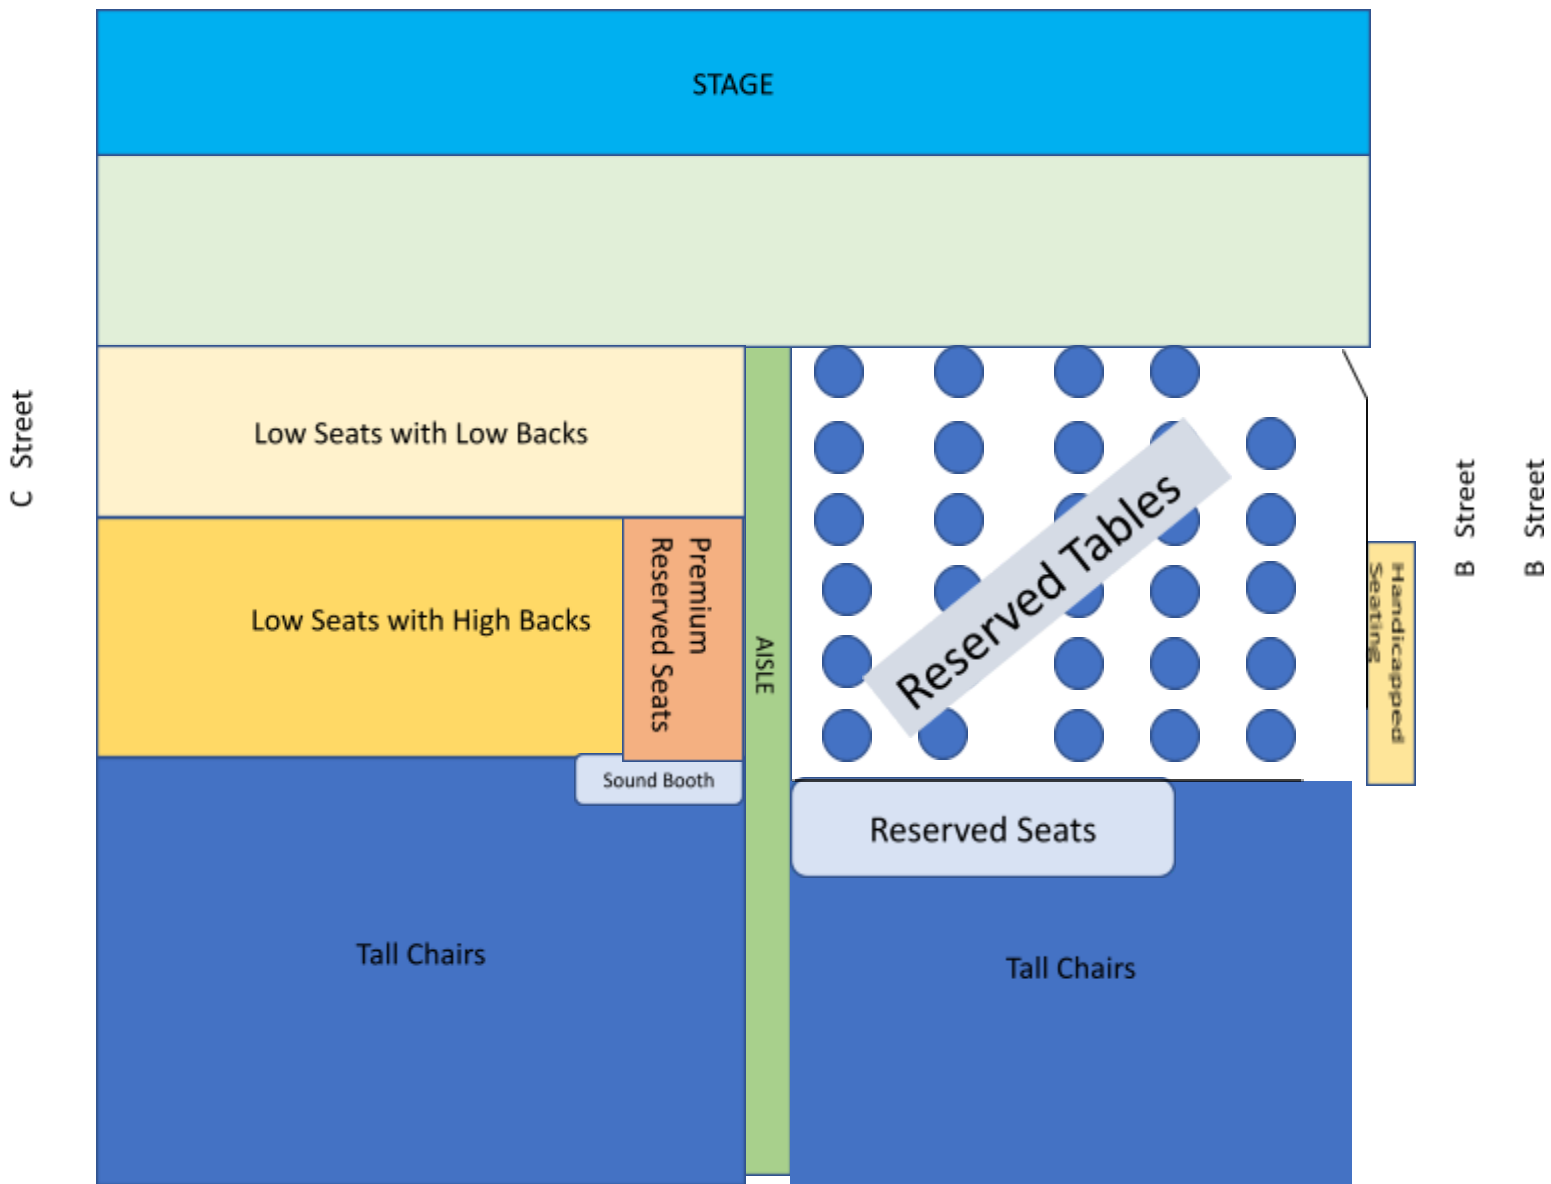 STAGE
C Street
Low Seats with Low Backs
Low Seats with High Backs
Premium
Reserved Seats
Sound Booth
AISLE
Reserved Tables
Handicapped
Seating
B Street
B Street
Reserved Seats
Tall Chairs
Tall Chairs